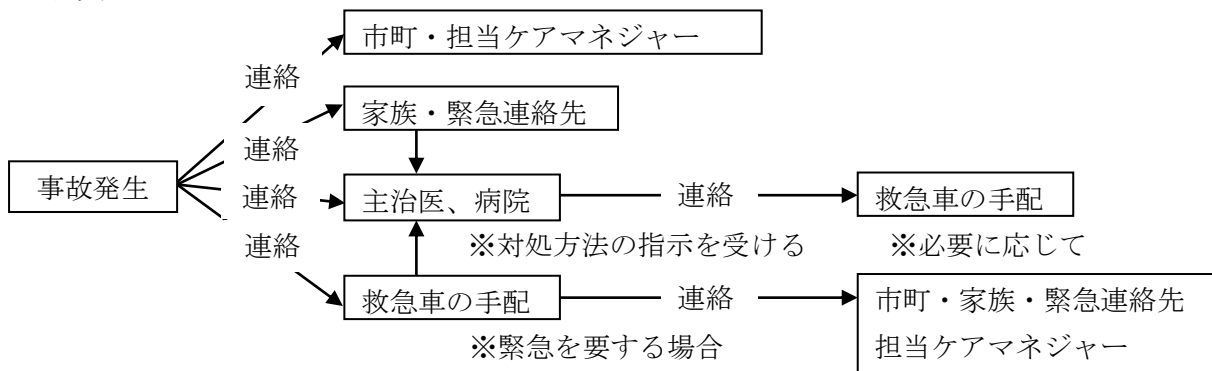 市町・担当ケアマネジャー
連絡
家族・緊急連絡先
連絡
事故発生
連絡
主治医、病院
連絡
救急車の手配
※対処方法の指示を受ける
※必要に応じて
連絡
救急車の手配
連絡
市町・家族・緊急連絡先
担当ケアマネジャー
※緊急を要する場合